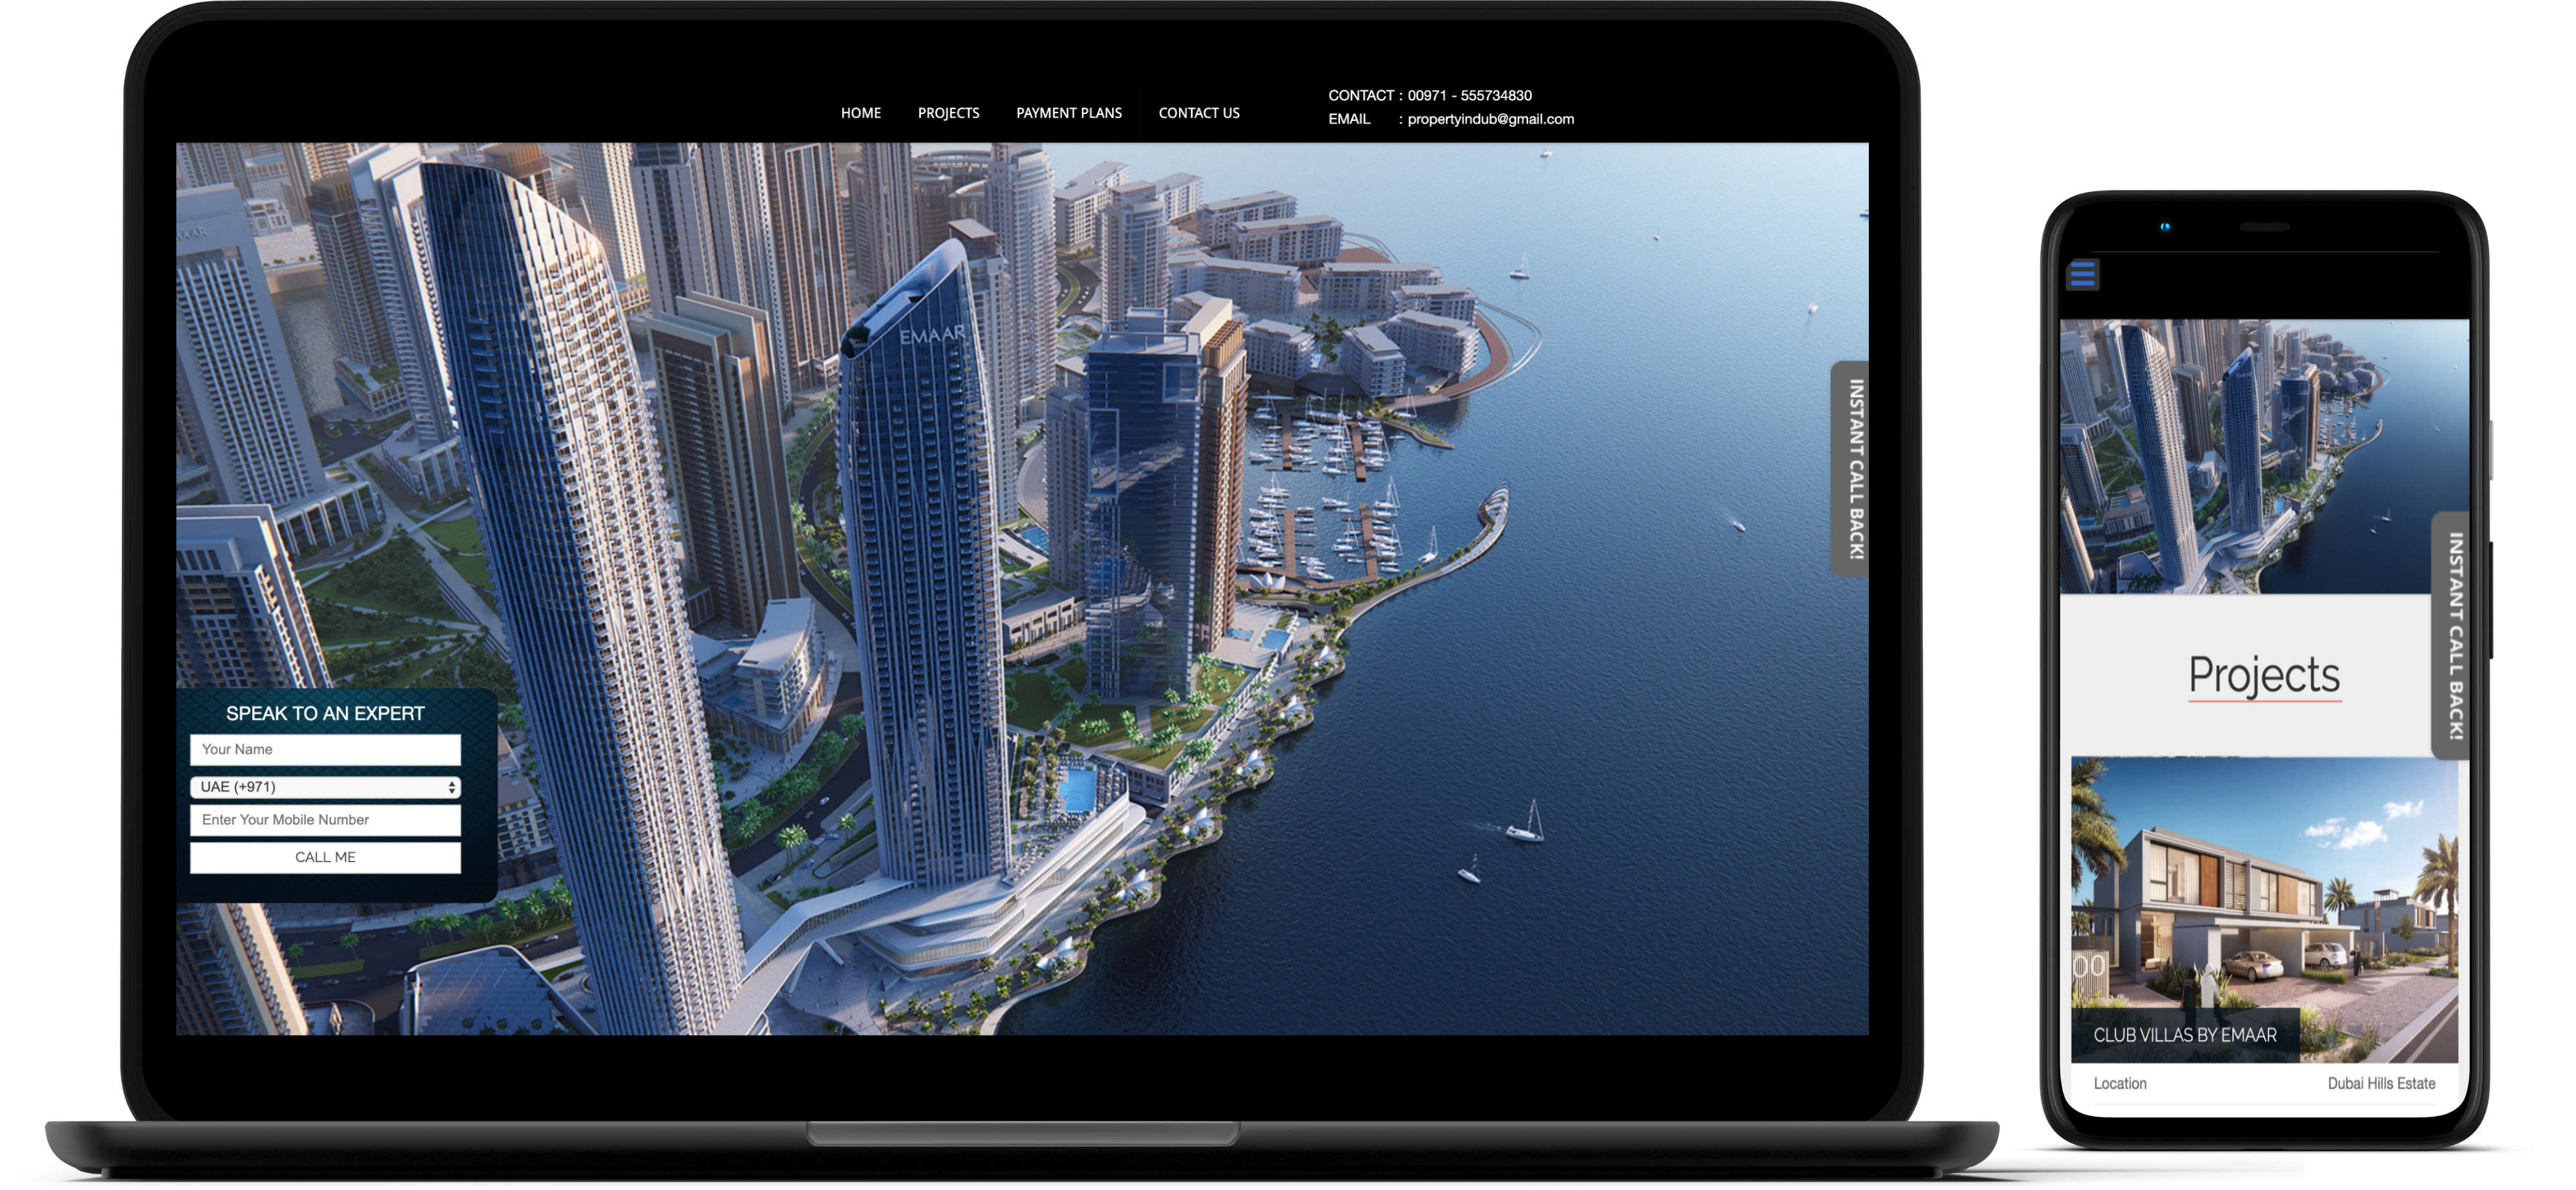 HOME PROJECTS PAYMENT PLANS CONTACT US
CONTACT : 00971 - 555734830
EMAIL : propertyindub@gmail.com
EMAAR
INSTANT CALL BACK!
SPEAK TO AN EXPERT
Your Name
UAE (+971)
Enter Your Mobile Number
CALL ME
Projects
INSTANT CALL BACK!
00
CLUB VILLAS BY EMAAR
Location Dubai Hills Estate